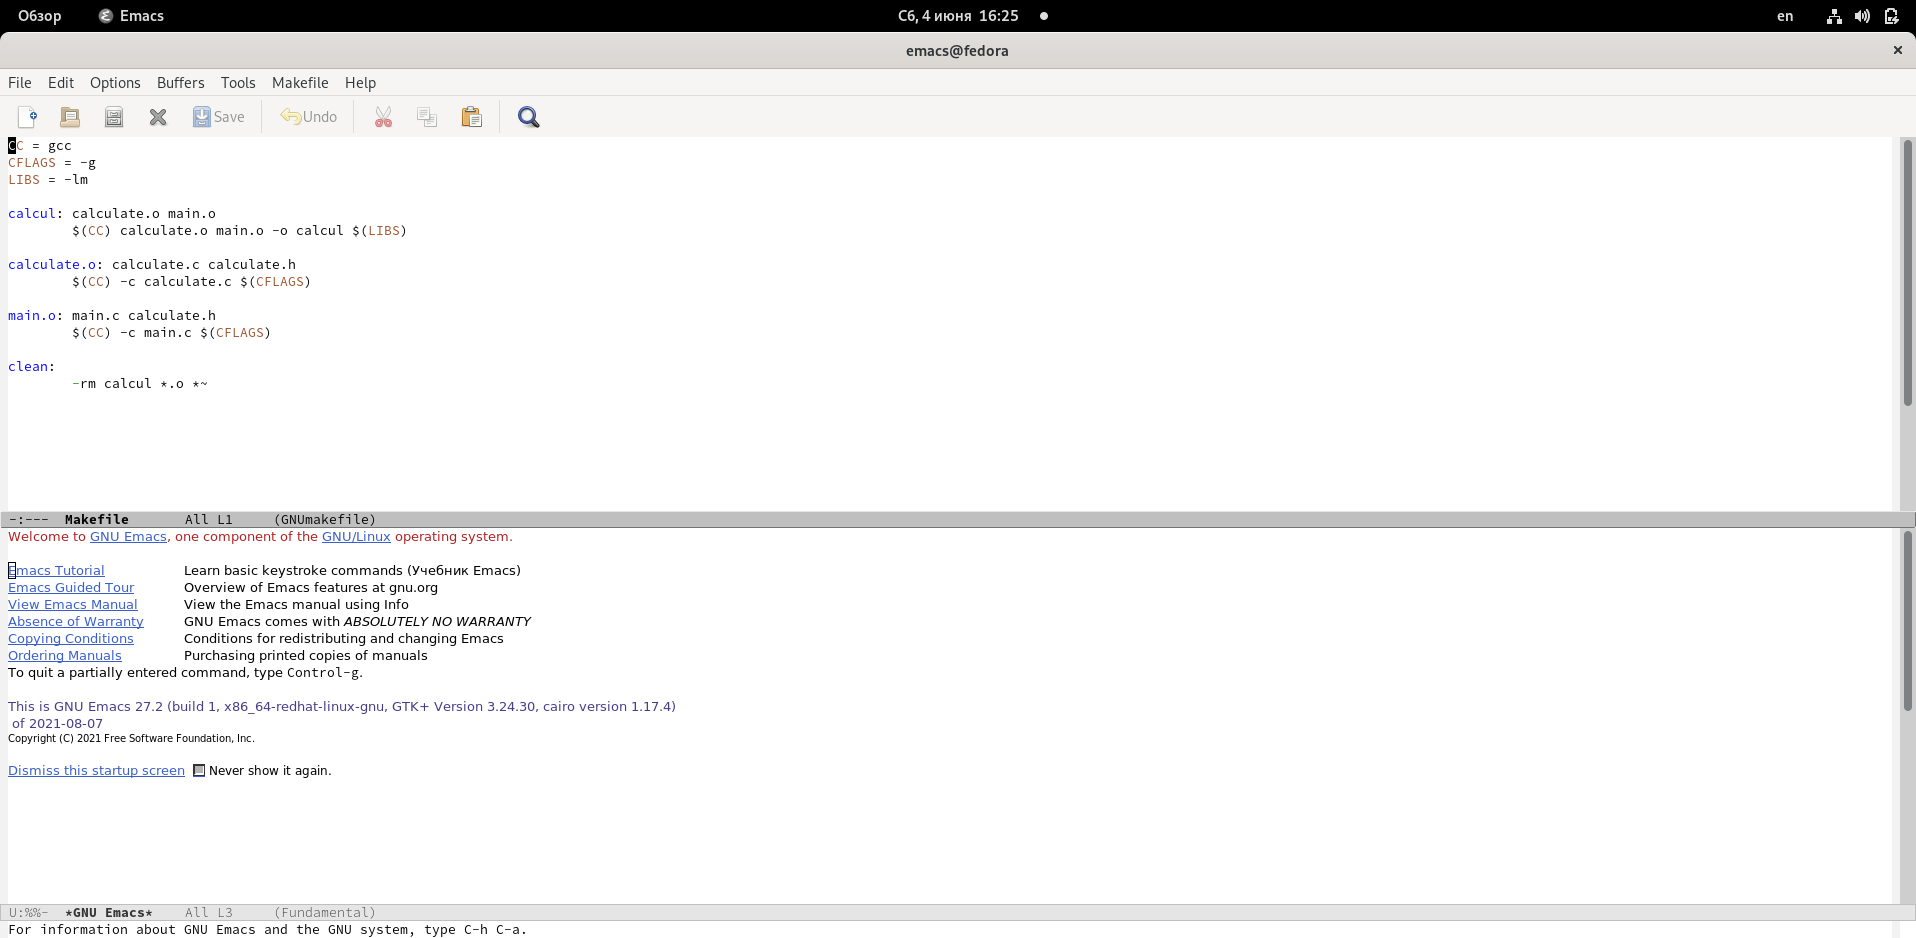 Обзор Emacs Сб, 4 июня 16:25 en
emacs@fedora
File Edit Options Buffers Tools Makefile Help
Save Undo
CC = gcc
CFLAGS = -g
LIBS = -lm
calcul: calculate.o main.o
$(CC) calculate.o main.o -o calcul $(LIBS)
calculate.o: calculate.c calculate.h
$(CC) -c calculate.c $(CFLAGS)
main.o: main.c calculate.h
$(CC) -c main.c $(CFLAGS)
clean:
-rm calcul *.o *~
-:--- Makefile All L1 (GNUmakefile)
Welcome to GNU Emacs, one component of the GNU/Linux operating system.
Emacs Tutorial Learn basic keystroke commands (Учебник Emacs)
Emacs Guided Tour Overview of Emacs features at gnu.org
View Emacs Manual View the Emacs manual using Info
Absence of Warranty GNU Emacs comes with ABSOLUTELY NO WARRANTY
Copying Conditions Conditions for redistributing and changing Emacs
Ordering Manuals Purchasing printed copies of manuals
To quit a partially entered command, type Control-g.
This is GNU Emacs 27.2 (build 1, x86_64-redhat-linux-gnu, GTK+ Version 3.24.30, cairo version 1.17.4)
of 2021-08-07
Copyright (C) 2021 Free Software Foundation, Inc.
Dismiss this startup screen Never show it again.
U:%%- *GNU Emacs* All L3 (Fundamental)
For information about GNU Emacs and the GNU system, type C-h C-a.